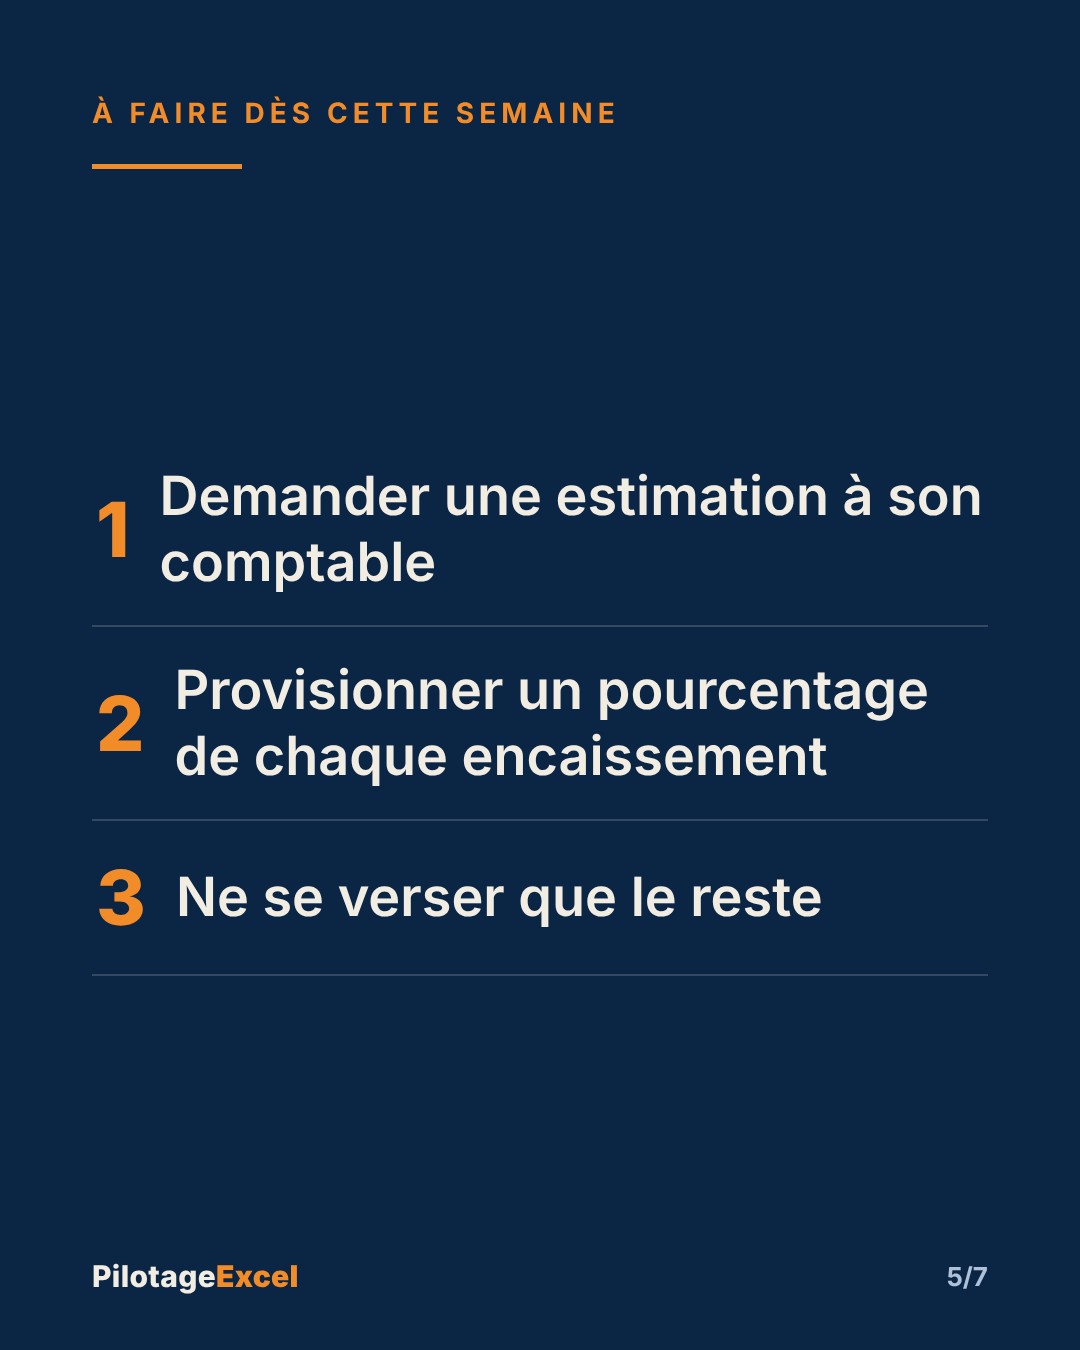 À FAIRE DÈS CETTE SEMAINE
1 Demander une estimation à son
comptable
2 Provisionner un pourcentage
de chaque encaissement
3 Ne se verser que le reste
PilotageExcel 5/7